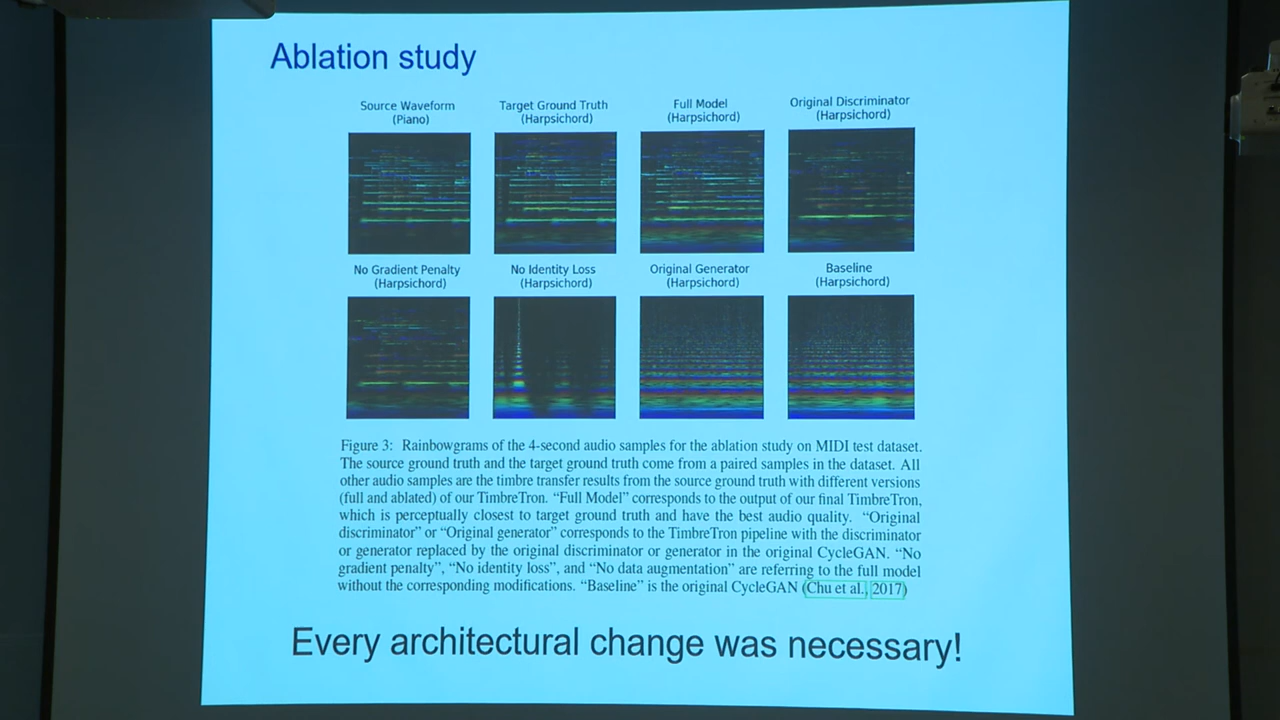 Ablation study
Source Waveform
(Piano)
Target Ground Truth
(Harpsichord)
Full Model
(Harpsichord)
Original Discriminator
(Harpsichord)
No Gradient Penalty
(Harpsichord)
No Identity Loss
(Harpsichord)
Original Generator
(Harpsichord)
Baseline
(Harpsichord)
Figure 3: Rainbowgrams of the 4-second audio samples for the ablation study on MIDI test dataset.
The source ground truth and the target ground truth come from a paired samples in the dataset. All
other audio samples are the timbre transfer results from the source ground truth with different versions
(full and ablated) of our TimbreTron. “Full Model” corresponds to the output of our final TimbreTron,
which is perceptually closest to target ground truth and have the best audio quality. “Original
discriminator” or “Original generator” corresponds to the TimbreTron pipeline with the discriminator
or generator replaced by the original discriminator or generator in the original CycleGAN. “No
gradient penalty”, “No identity loss”, and “No data augmentation” are referring to the full model
without the corresponding modifications. “Baseline” is the original CycleGAN (Chu et al., 2017)
Every architectural change was necessary!